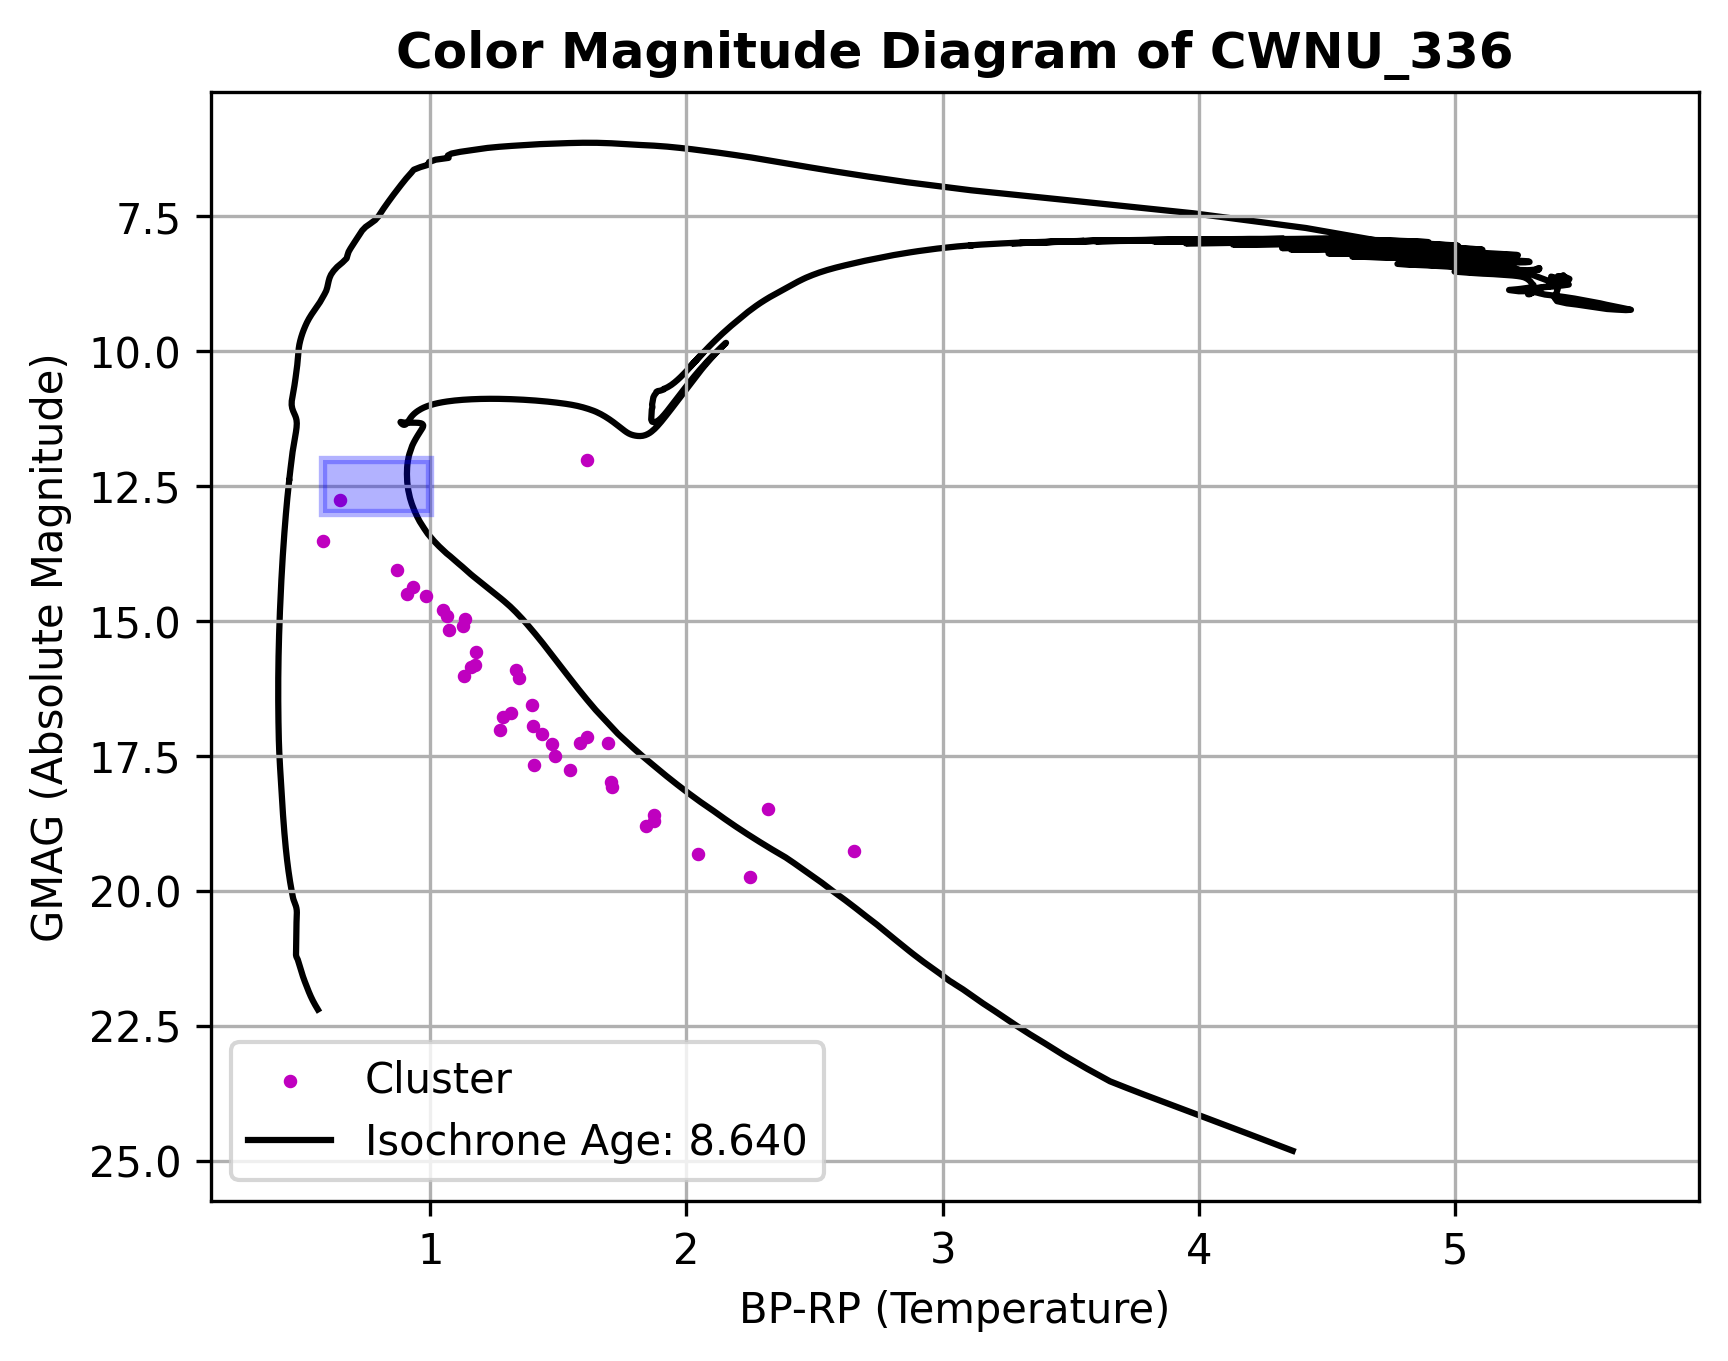 Color Magnitude Diagram of CWNU_336
GMAG (Absolute Magnitude)
7.5
10.0
12.5
15.0
17.5
20.0
22.5
25.0
Cluster
Isochrone Age: 8.640
1
2
3
4
5
BP-RP (Temperature)